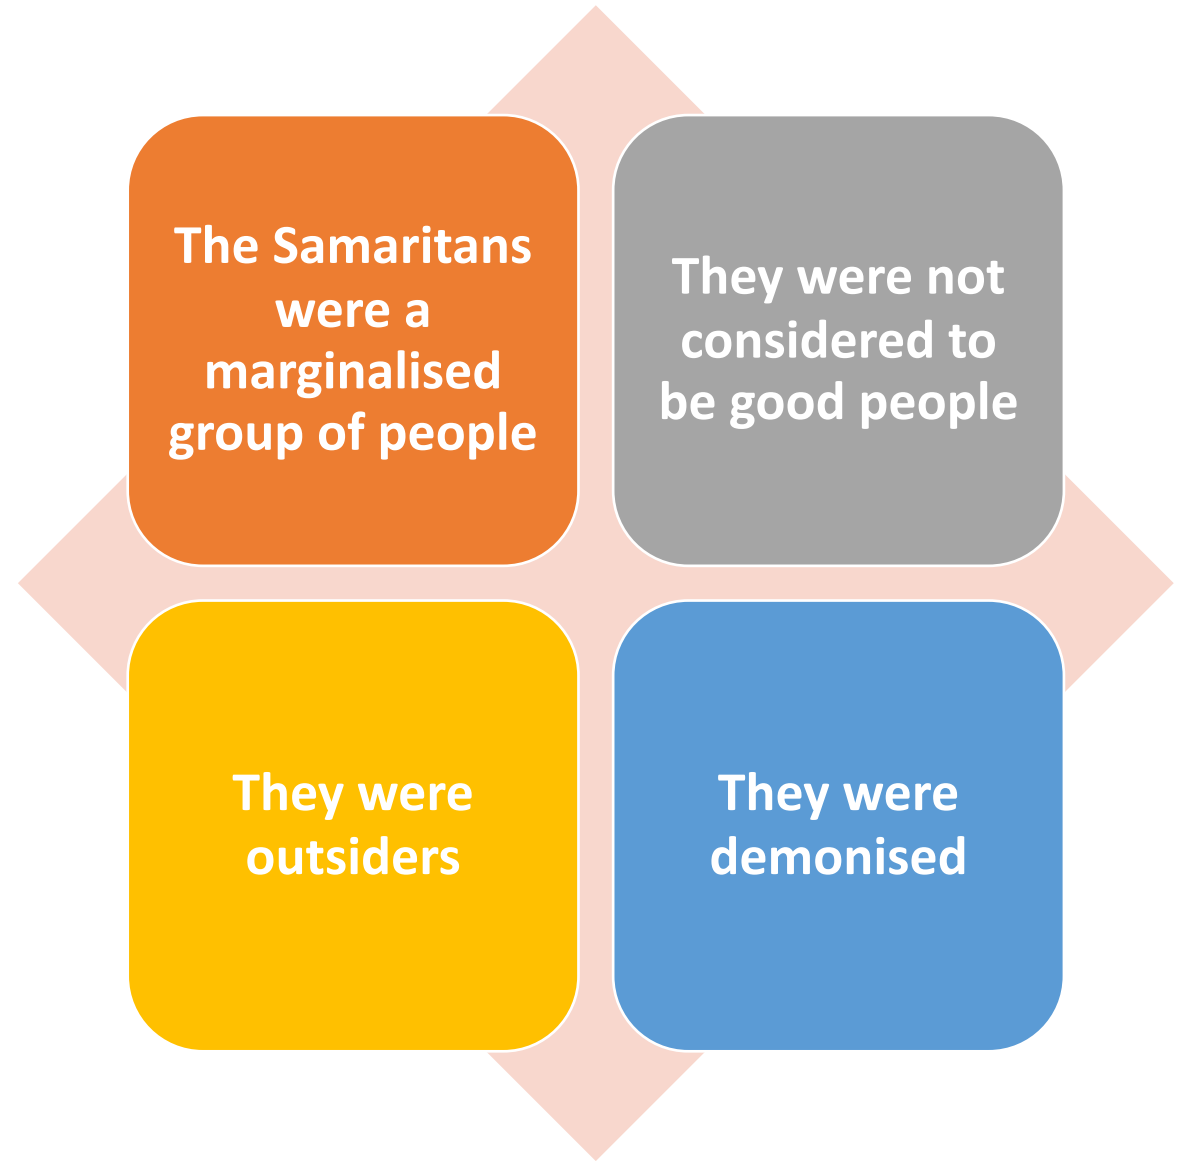 The Samaritans
were a
marginalised
group of people
They were not
considered to
be good people
They were
outsiders
They were
demonised